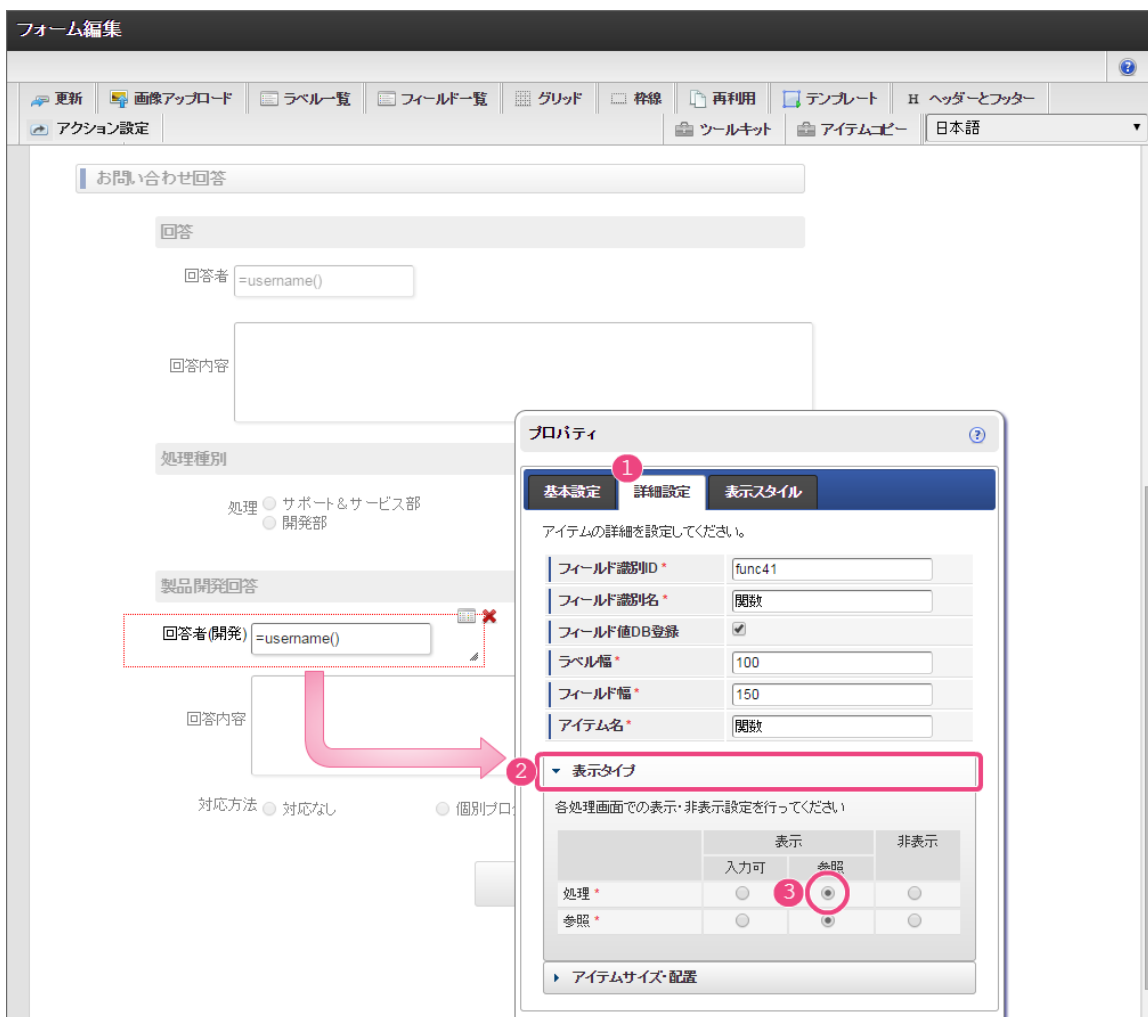 フォーム編集
更新 画像アップロード ラベル一覧 フィールド一覧 グリッド 枠線 再利用 テンプレート H ヘッダーとフッター
アクション設定 ツールキット アイテムコピー 日本語
お問い合わせ回答
回答
回答者 =username()
回答内容
処理種別
処理 サポート&サービス部
開発部
製品開発回答
回答者(開発) =username()
回答内容
対応方法 対応なし 個別プログ
プロパティ
1
基本設定 詳細設定 表示スタイル
アイテムの詳細を設定してください。
フィールド識別ID * func41
フィールド識別名 * 関数
フィールド値DB登録
ラベル幅 * 100
フィールド幅 * 150
アイテム名 * 関数
2 表示タイプ
各処理画面での表示・非表示設定を行ってください
表示 非表示
入力可 参照
処理 * 3
参照 *
アイテムサイズ・配置